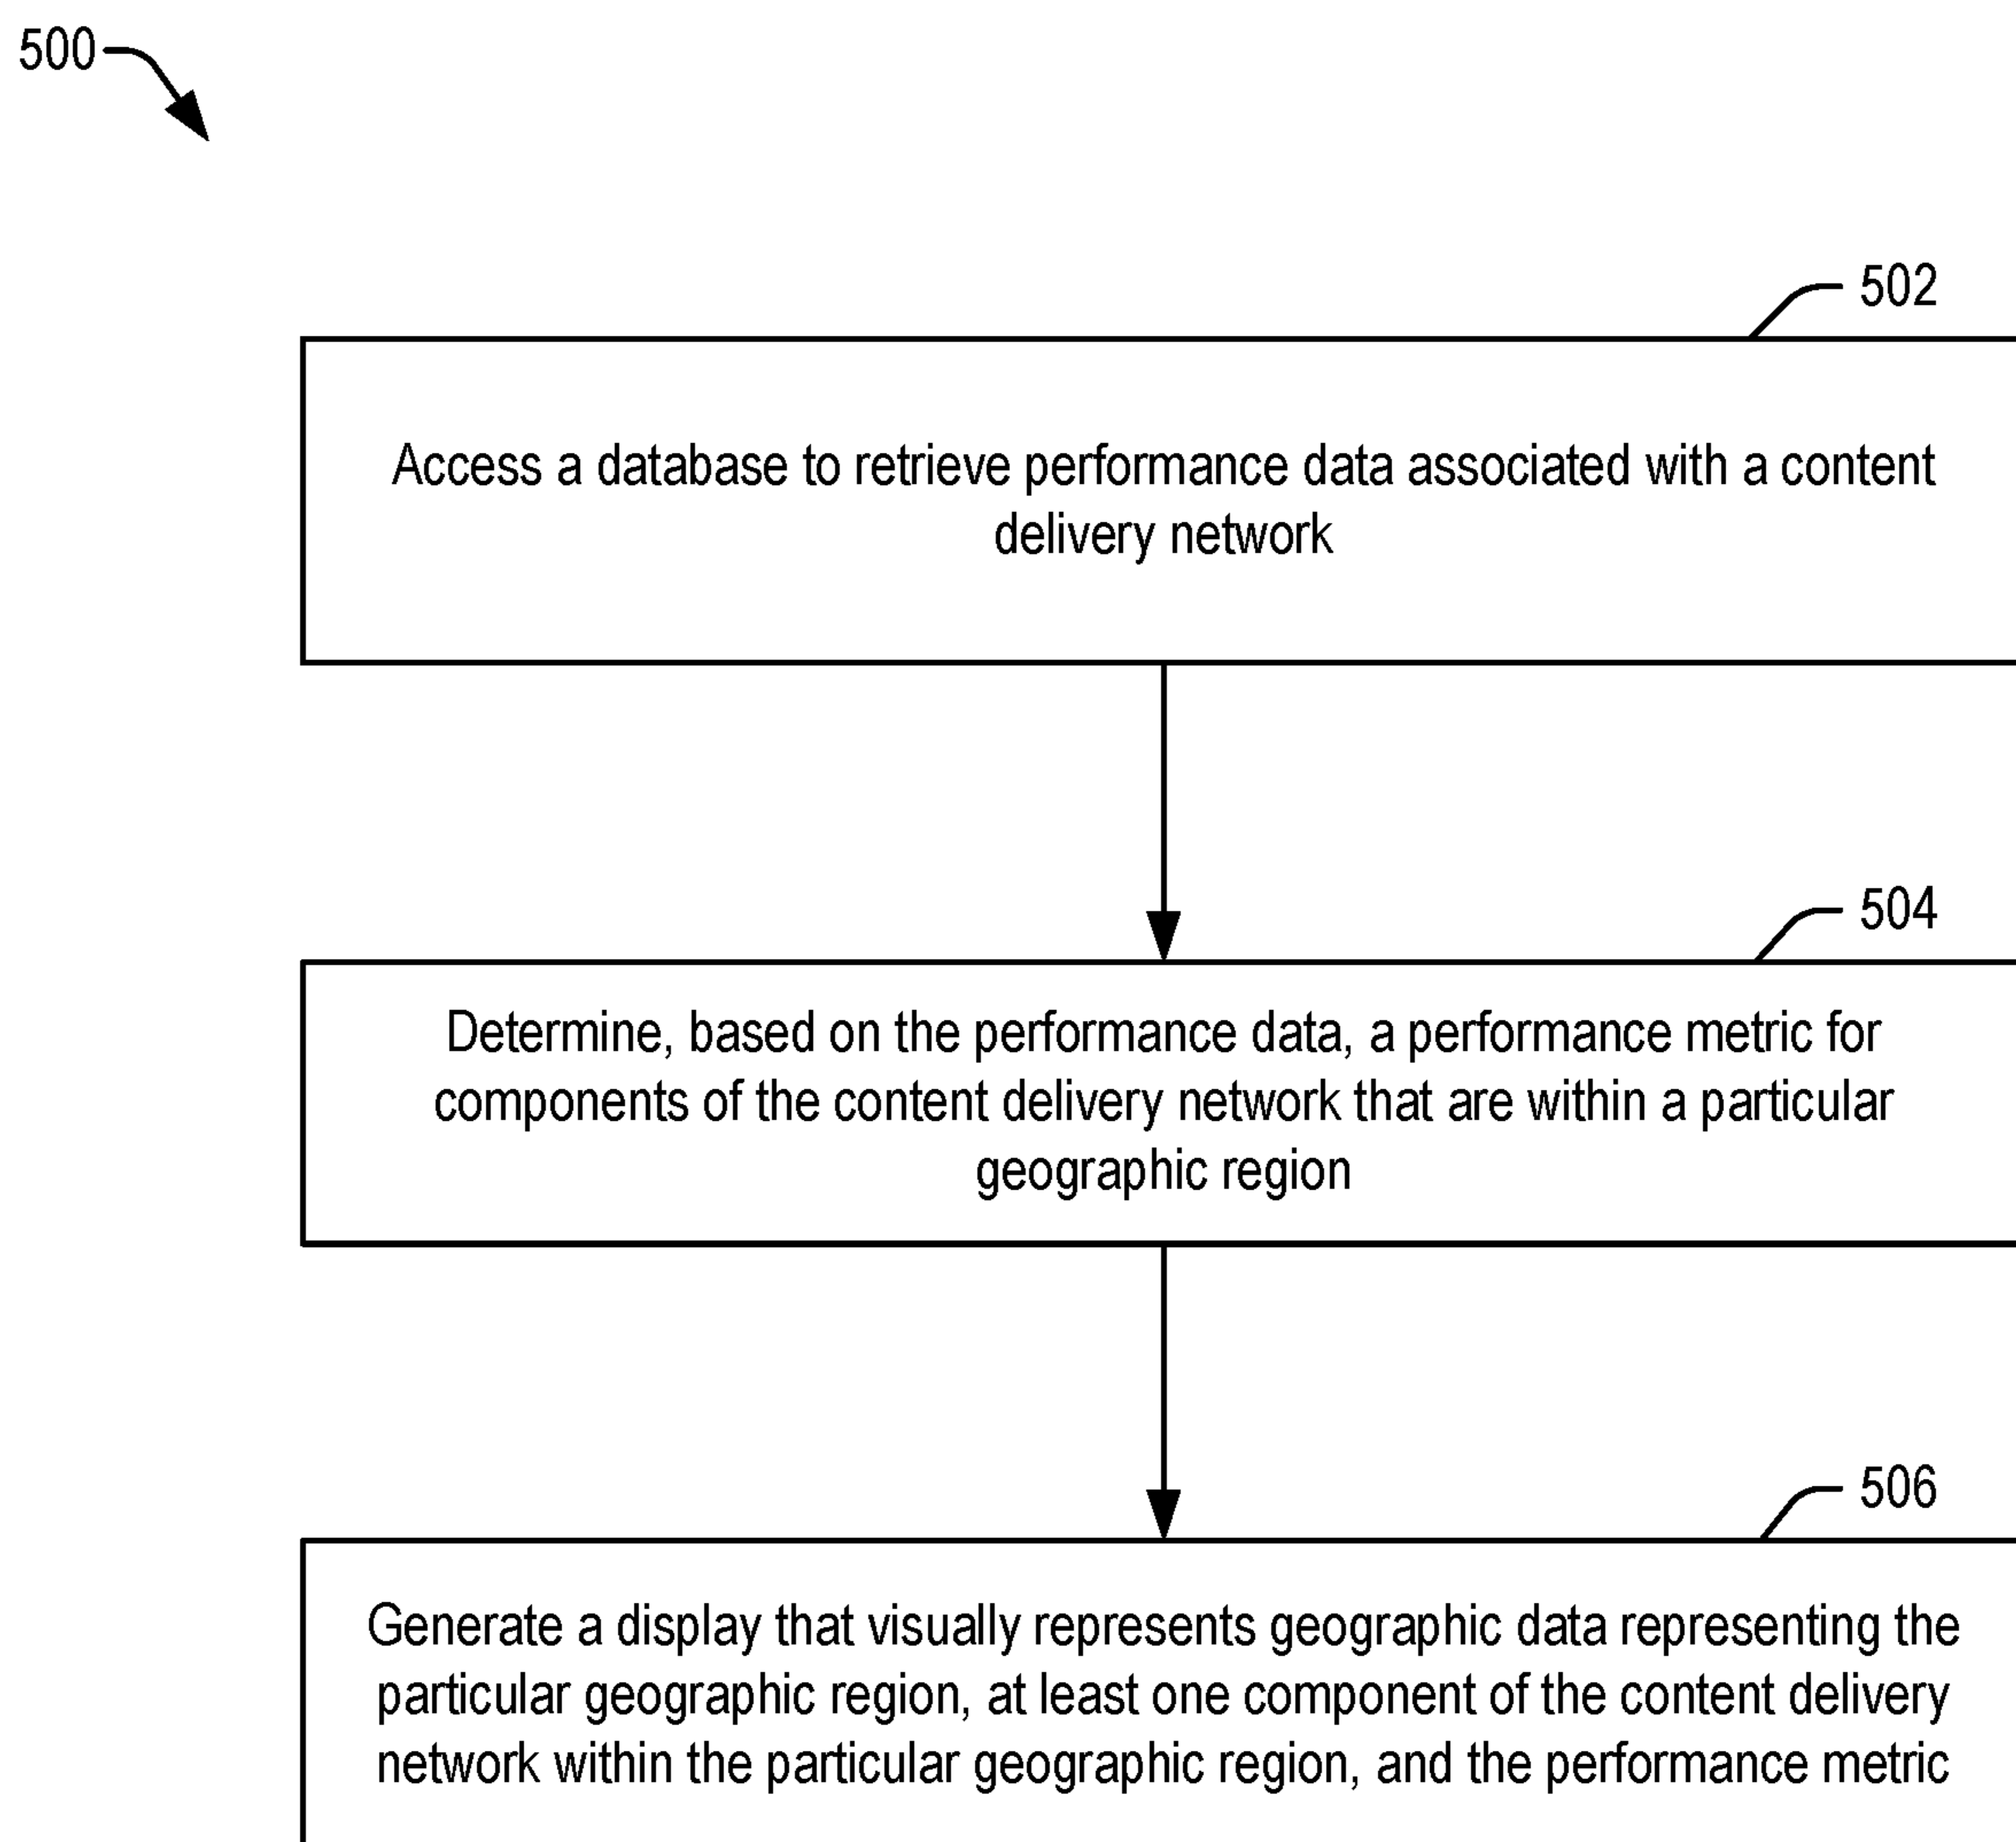 500
502
Access a database to retrieve performance data associated with a content
delivery network
504
Determine, based on the performance data, a performance metric for
components of the content delivery network that are within a particular
geographic region
506
Generate a display that visually represents geographic data representing the
particular geographic region, at least one component of the content delivery
network within the particular geographic region, and the performance metric